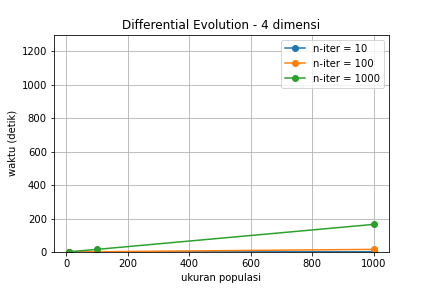 Differential Evolution - 4 dimensi
n-iter = 10
n-iter = 100
n-iter = 1000
waktu (detik)
1200
1000
800
600
400
200
0
0 200 400 600 800 1000
ukuran populasi